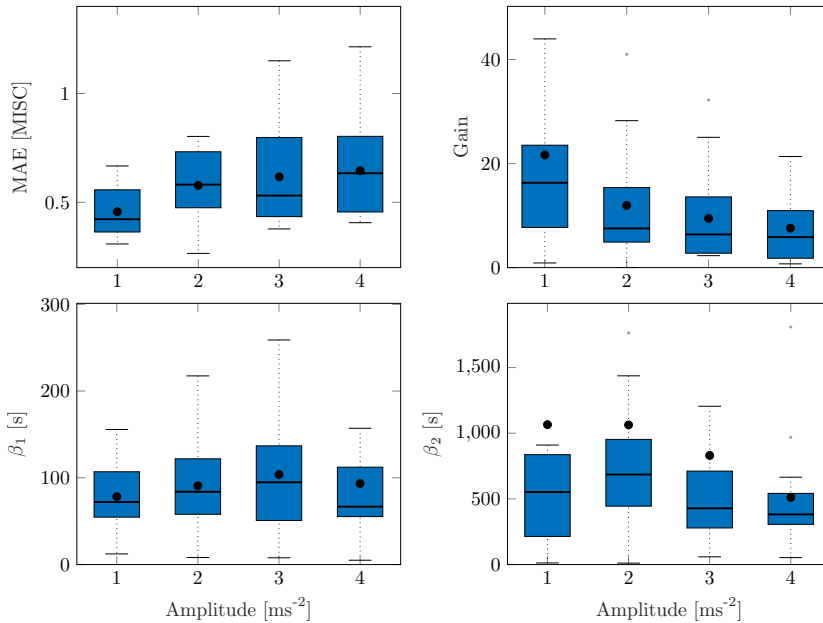 MAE [MISC]
1
0.5
1 2 3 4
Gain
40
20
0
1 2 3 4
β₁ [s]
300
200
100
0
1 2 3 4
Amplitude [ms⁻²]
β₂ [s]
1,500
1,000
500
0
1 2 3 4
Amplitude [ms⁻²]